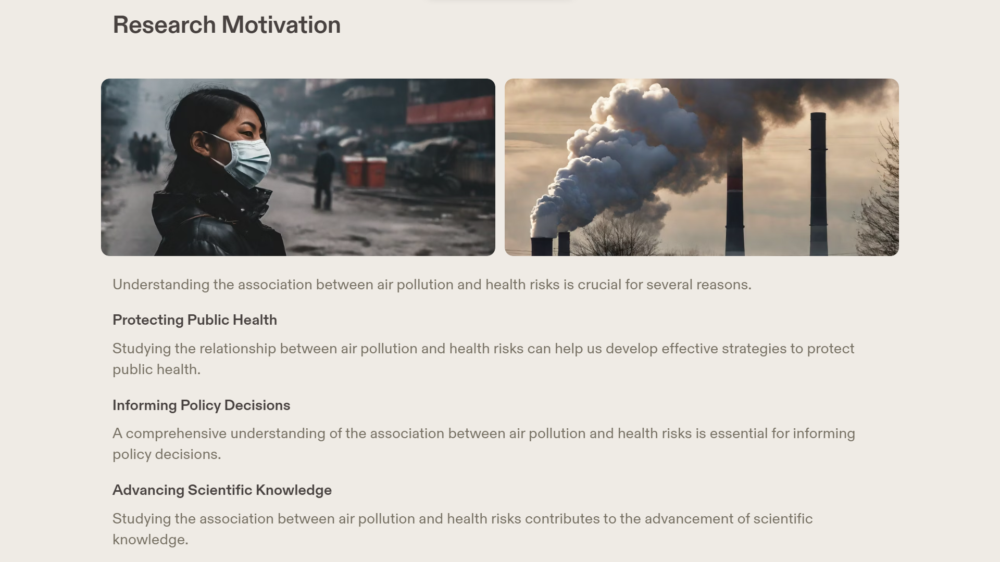 Research Motivation
Understanding the association between air pollution and health risks is crucial for several reasons.
Protecting Public Health
Studying the relationship between air pollution and health risks can help us develop effective strategies to protect
public health.
Informing Policy Decisions
A comprehensive understanding of the association between air pollution and health risks is essential for informing
policy decisions.
Advancing Scientific Knowledge
Studying the association between air pollution and health risks contributes to the advancement of scientific
knowledge.